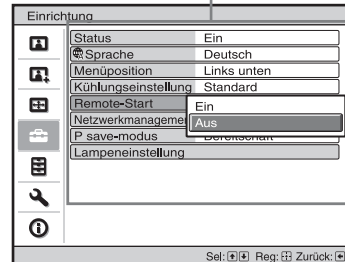 Einrichtung
Status Ein
Sprache Deutsch
Menüposition Links unten
Kühlungseinstellung Standard
Remote-Start Ein
Netzwerkmanageme Aus
P save-modus Bereitschaft
Lampeneinstellung
Sel: Reg: Zurück: